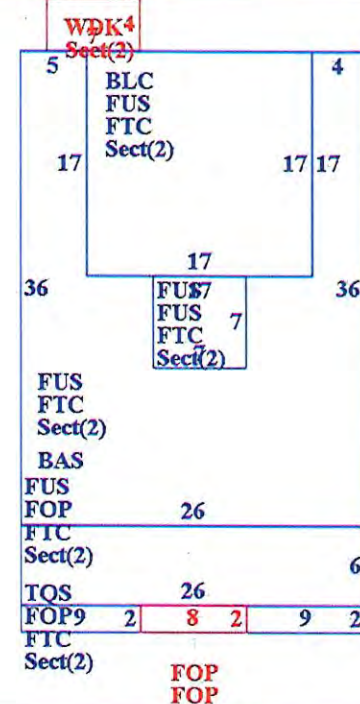 WDK 4
Sect(2)
5 4
BLC
FUS
FTC
Sect(2)
17 17 17
17
36 36
FUS
FUS 7
FTC
Sect(2)
FUS
FTC
Sect(2)
BAS
FUS
FOP 26
FTC
Sect(2)
6
TQS 26
FOP9 2 8 2 9 2
FTC
Sect(2)
FOP
FOP